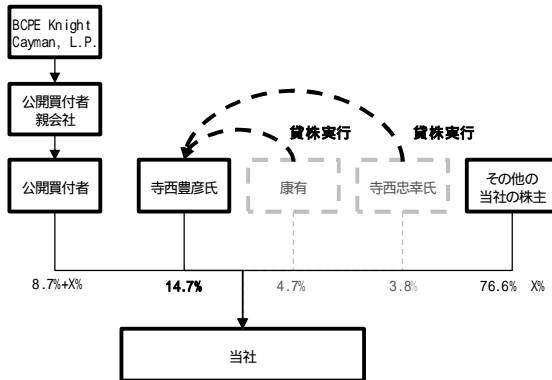 BCPE Knight
Cayman, L.P.
公開買付者
親会社
貸株実行
貸株実行
公開買付者
寺西豊彦氏
康有
寺西忠幸氏
その他の
当社の株主
8.7%+X%
14.7%
4.7%
3.8%
76.6% X%
当社